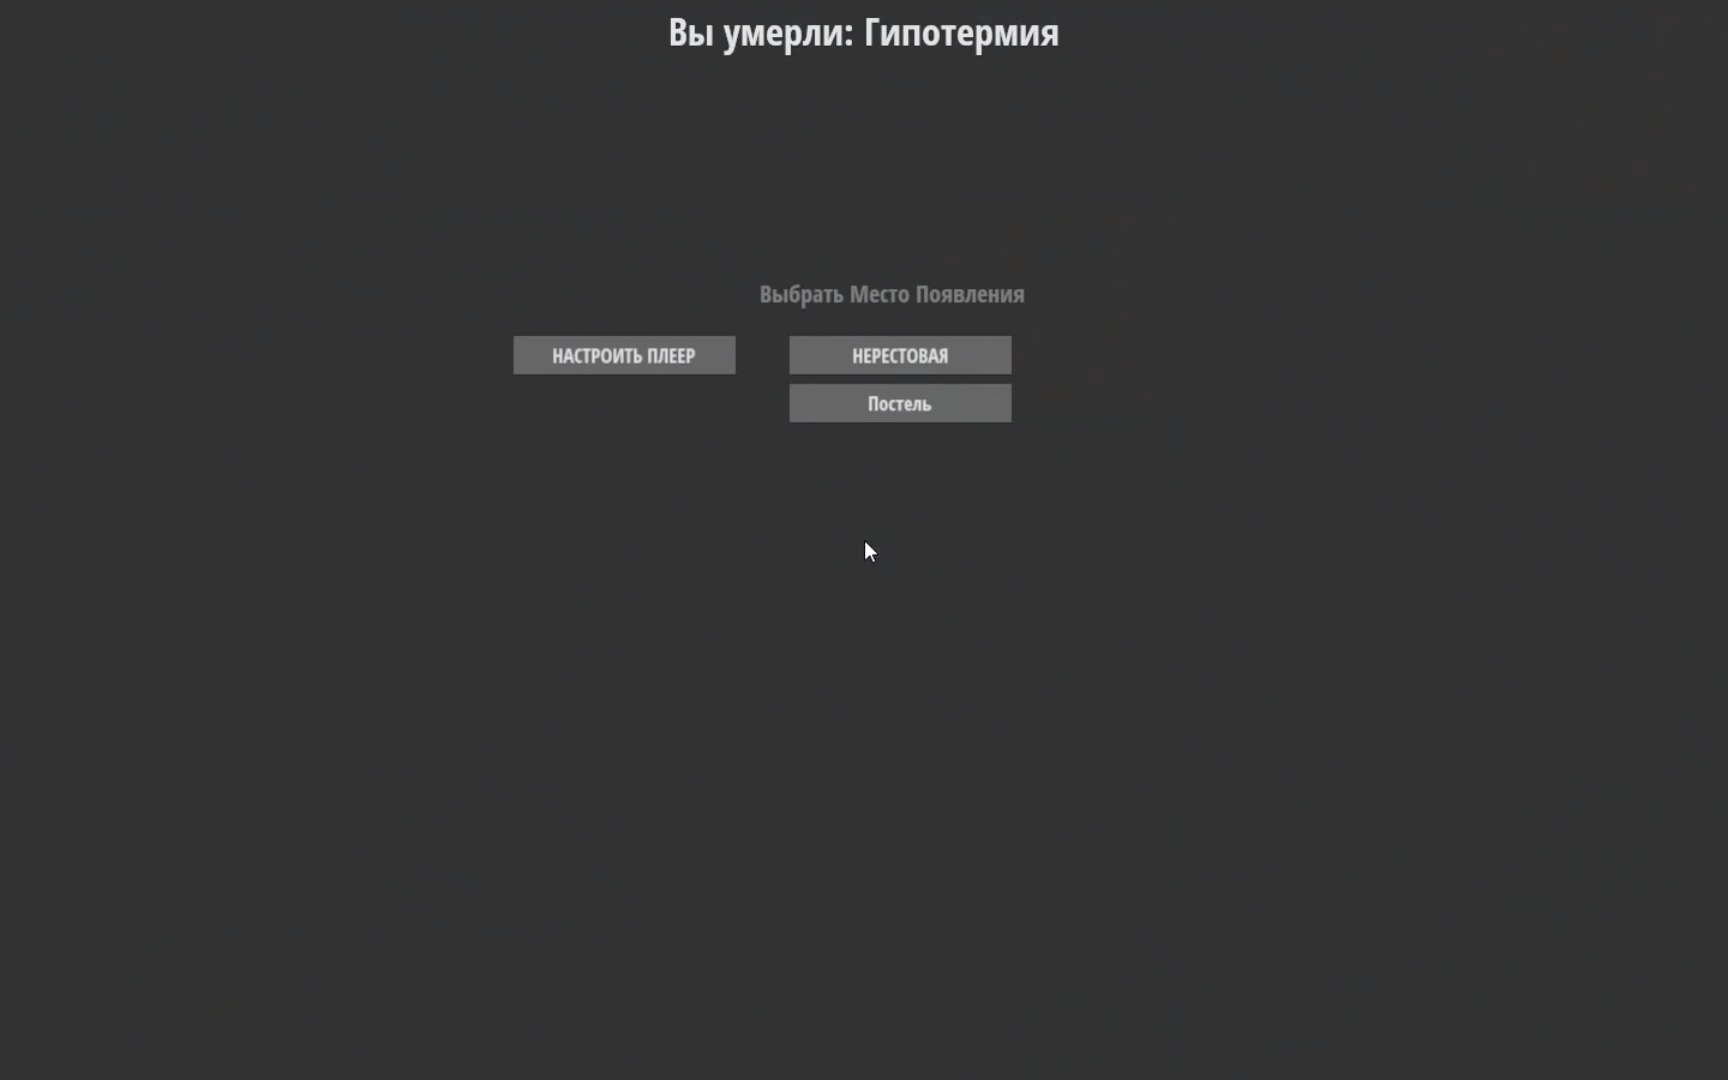 Вы умерли: Гипотермия
Выбрать Место Появления
НАСТРОИТЬ ПЛЕЕР
НЕРЕСТОВАЯ
Постель